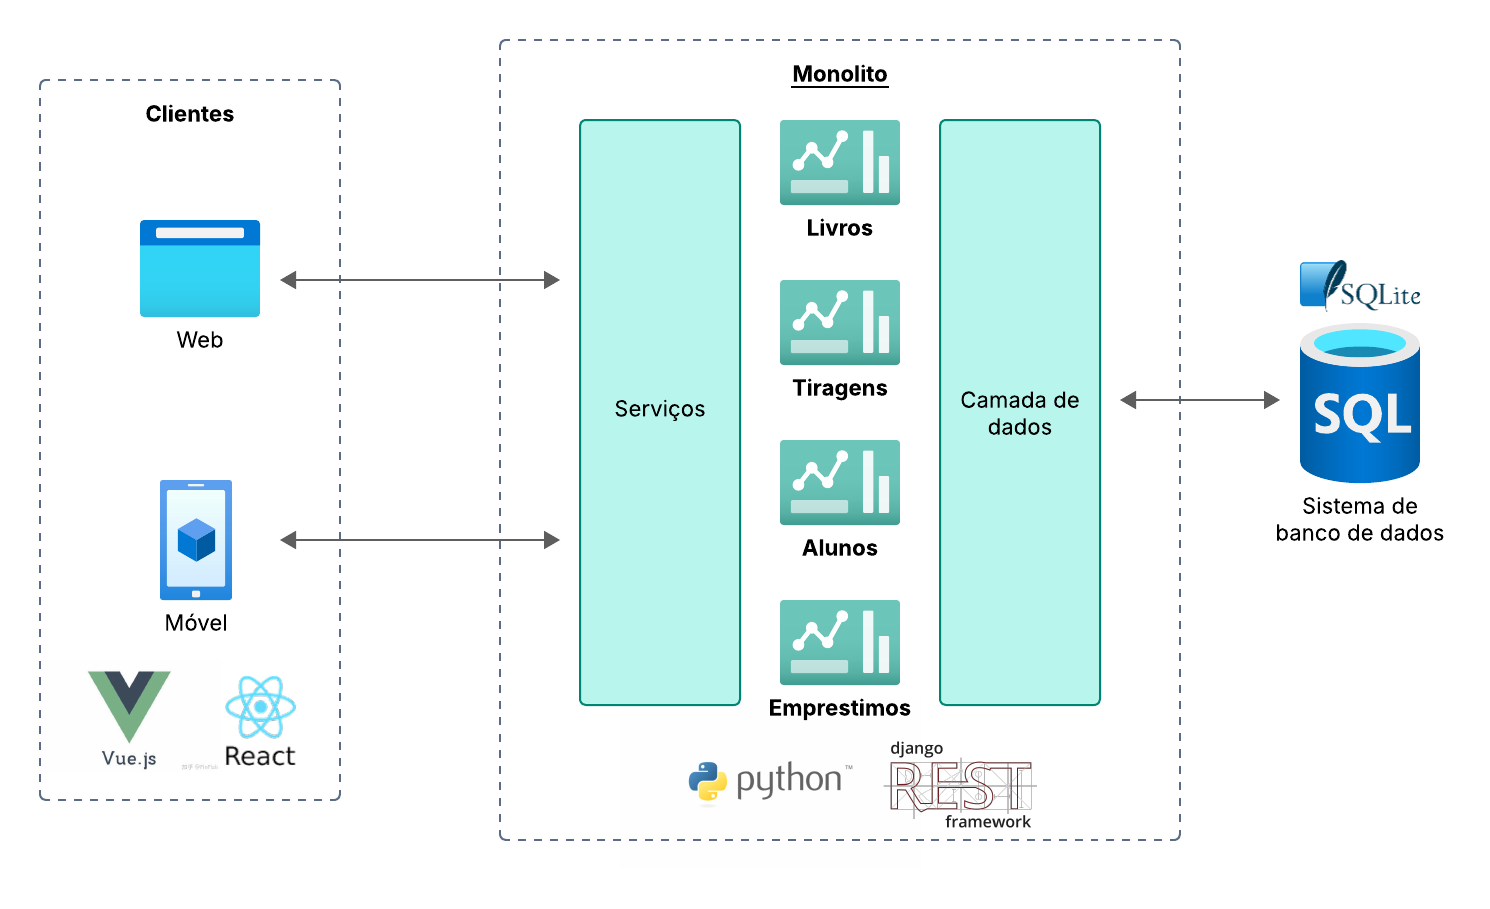 Monolito
Clientes
Livros
Web
SQLite
Tiragens
Serviços
Camada de
dados
SQL
Sistema de
banco de dados
Alunos
Móvel
Emprestimos
Vue.js
React
python™
django
REST
framework